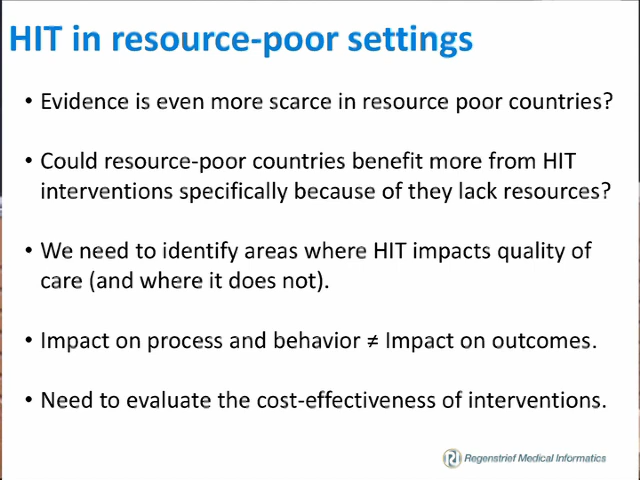 HIT in resource-poor settings
• Evidence is even more scarce in resource poor countries?
• Could resource-poor countries benefit more from HIT
interventions specifically because of they lack resources?
• We need to identify areas where HIT impacts quality of
care (and where it does not).
• Impact on process and behavior ≠ Impact on outcomes.
• Need to evaluate the cost-effectiveness of interventions.
Regenstrief Medical Informatics